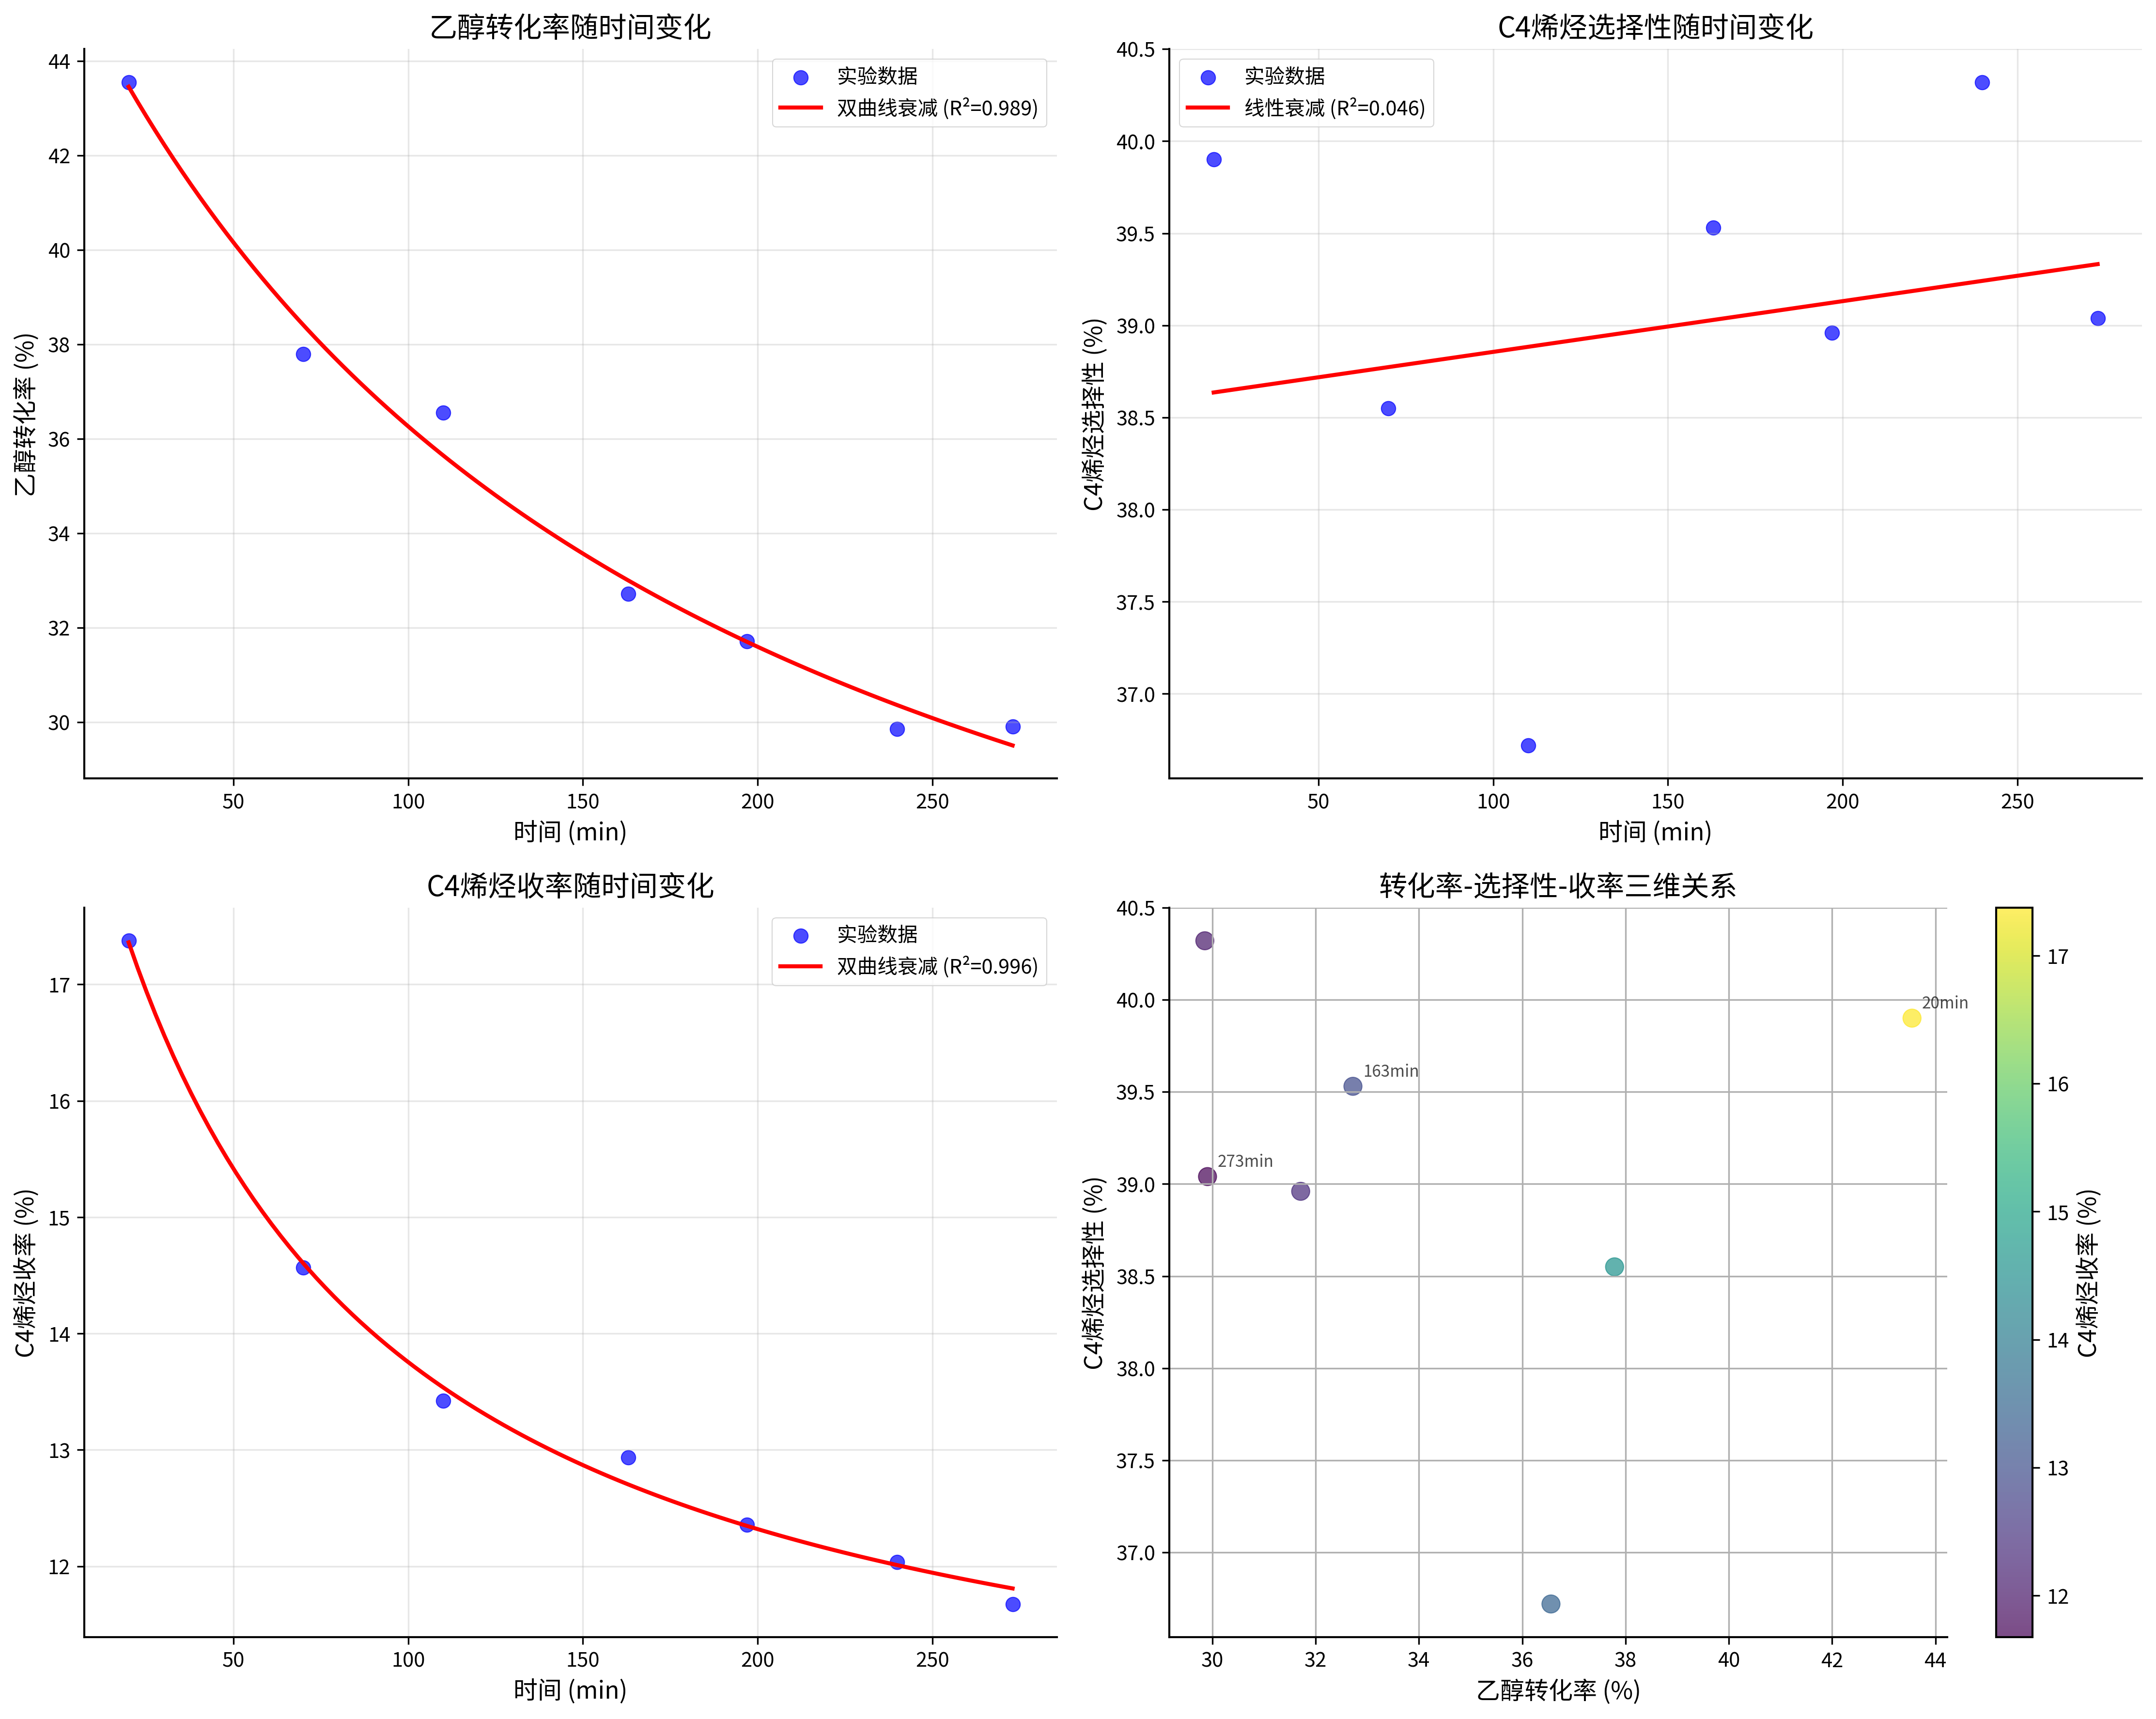 乙醇转化率随时间变化
乙醇转化率 (%)
44
42
40
38
36
34
32
30
实验数据
双曲线衰减 (R²=0.989)
50 100 150 200 250
时间 (min)
C4烯烃选择性随时间变化
C4烯烃选择性 (%)
40.5
40.0
39.5
39.0
38.5
38.0
37.5
37.0
实验数据
线性衰减 (R²=0.046)
50 100 150 200 250
时间 (min)
C4烯烃收率随时间变化
C4烯烃收率 (%)
17
16
15
14
13
12
实验数据
双曲线衰减 (R²=0.996)
50 100 150 200 250
时间 (min)
转化率-选择性-收率三维关系
C4烯烃选择性 (%)
40.5
40.0
39.5
39.0
38.5
38.0
37.5
37.0
20min
163min
273min
30 32 34 36 38 40 42 44
乙醇转化率 (%)
17
16
15
14
13
12
C4烯烃收率 (%)